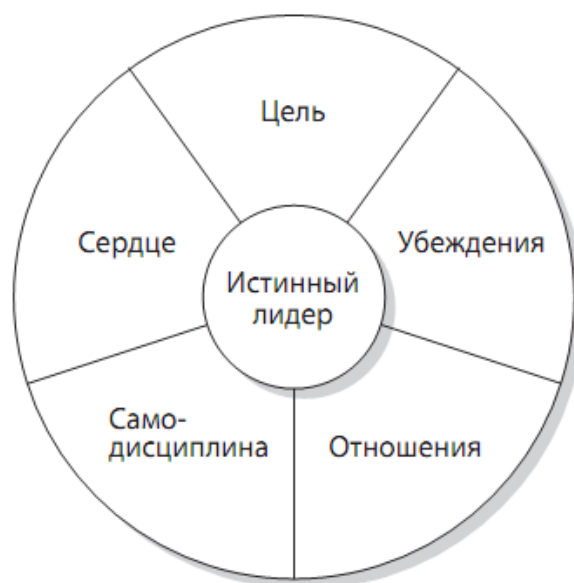 Цель
Сердце
Убеждения
Истинный
лидер
Само-
дисциплина
Отношения